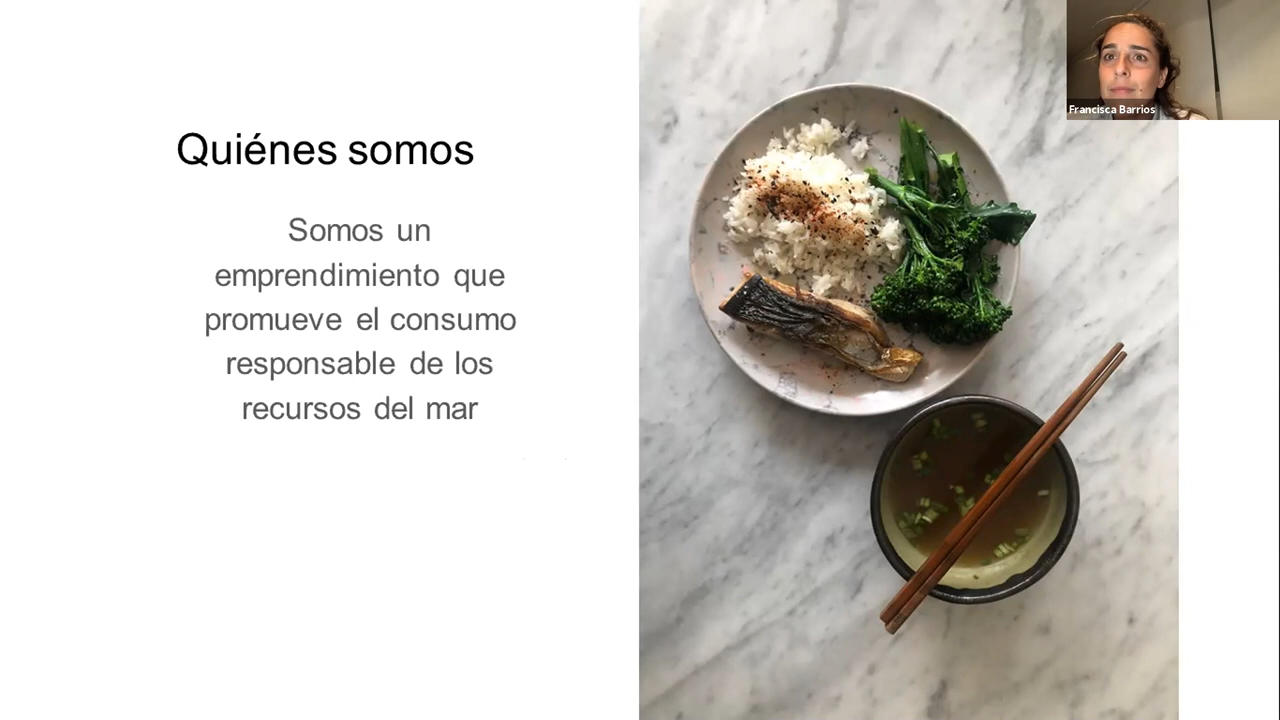 Quiénes somos
Somos un
emprendimiento que
promueve el consumo
responsable de los
recursos del mar
Francisca Barrios